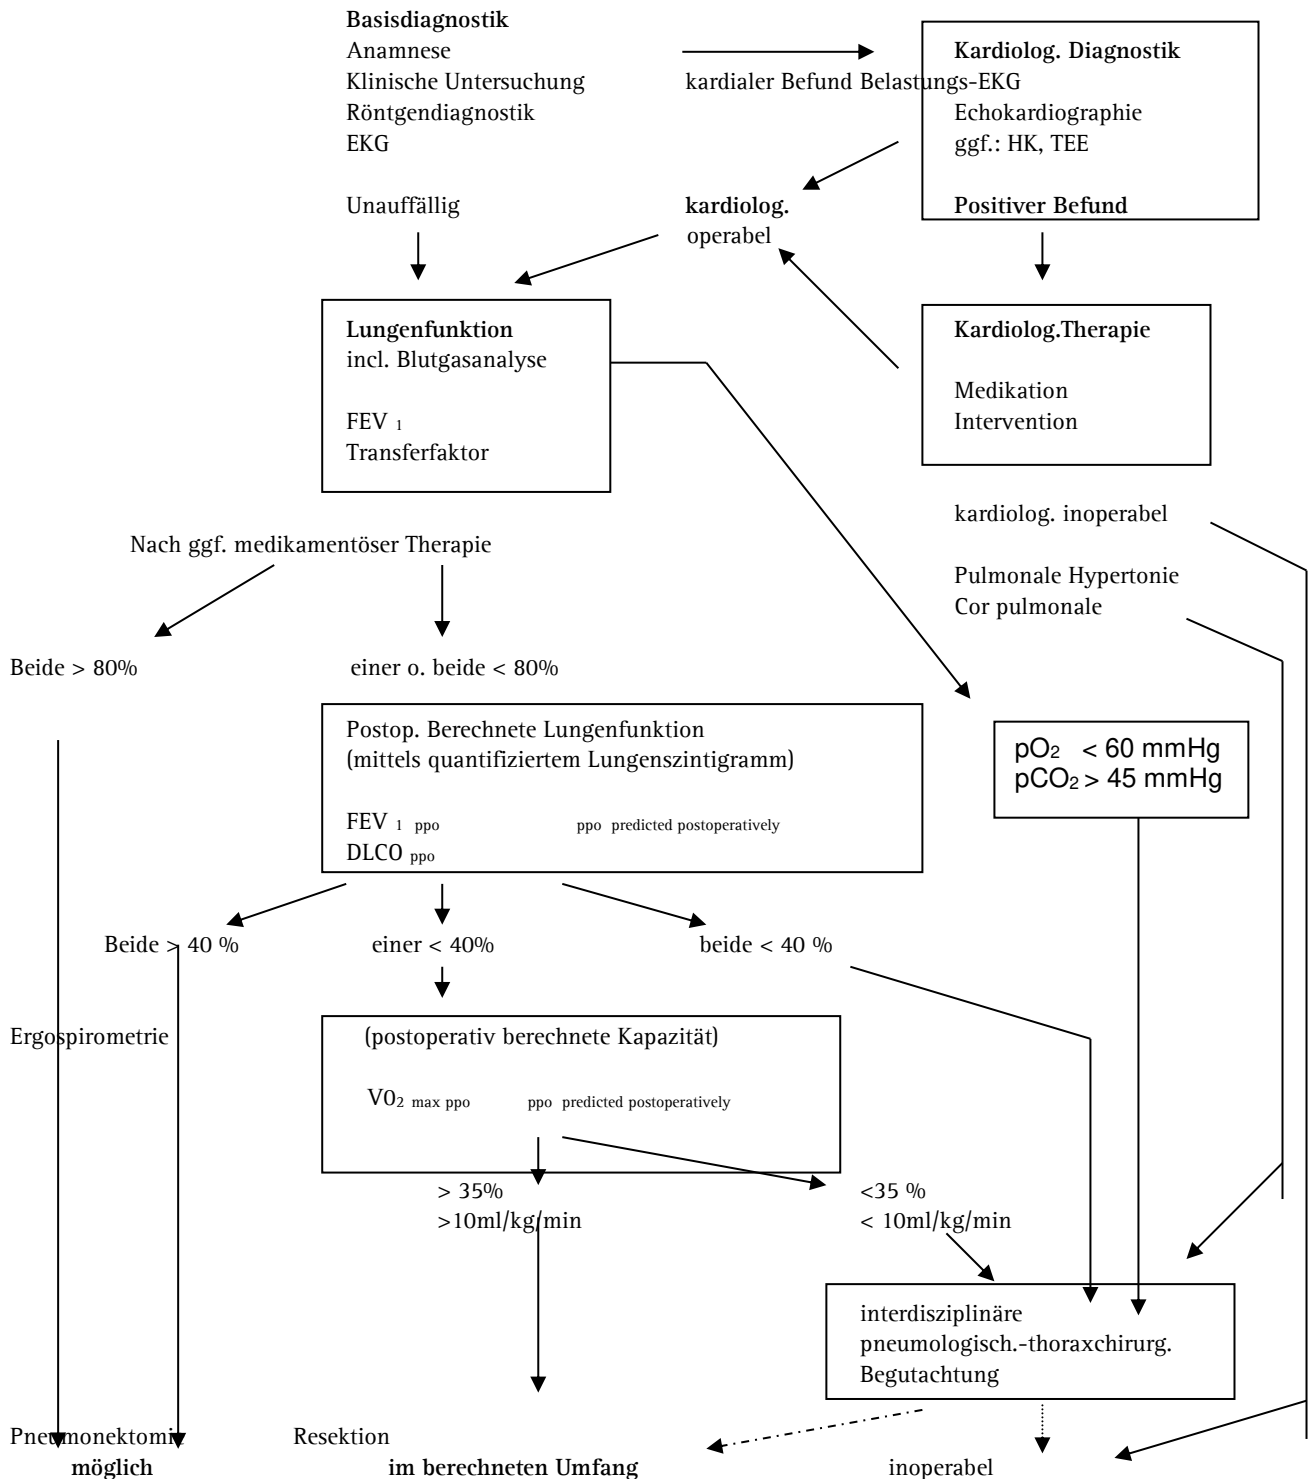 Basisdiagnostik
Anamnese
Kardiolog. Diagnostik
Klinische Untersuchung
kardialer Befund Belastungs-EKG
Röntgendiagnostik
Echokardiographie
EKG
ggf.: HK, TEE
Unauffällig
kardiolog.
Positiver Befund
operabel
Lungenfunktion
Kardiolog.Therapie
incl. Blutgasanalyse
Medikation
FEV 1
Intervention
Transferfaktor
kardiolog. inoperabel
Nach ggf. medikamentöser Therapie
Pulmonale Hypertonie
Cor pulmonale
Beide > 80%
einer o. beide < 80%
Postop. Berechnete Lungenfunktion
(mittels quantifiziertem Lungenszintigramm)
pO2 < 60 mmHg
pCO2 > 45 mmHg
FEV 1 ppo ppo predicted postoperatively
DLCO ppo
Beide > 40 %
einer < 40%
beide < 40 %
Ergospirometrie
(postoperativ berechnete Kapazität)
VO2 max ppo ppo predicted postoperatively
> 35%
<35 %
>10ml/kg/min
< 10ml/kg/min
interdisziplinäre
pneumologisch.-thoraxchirurg.
Begutachtung
Pneumonektomie
Resektion
möglich
im berechneten Umfang
inoperabel